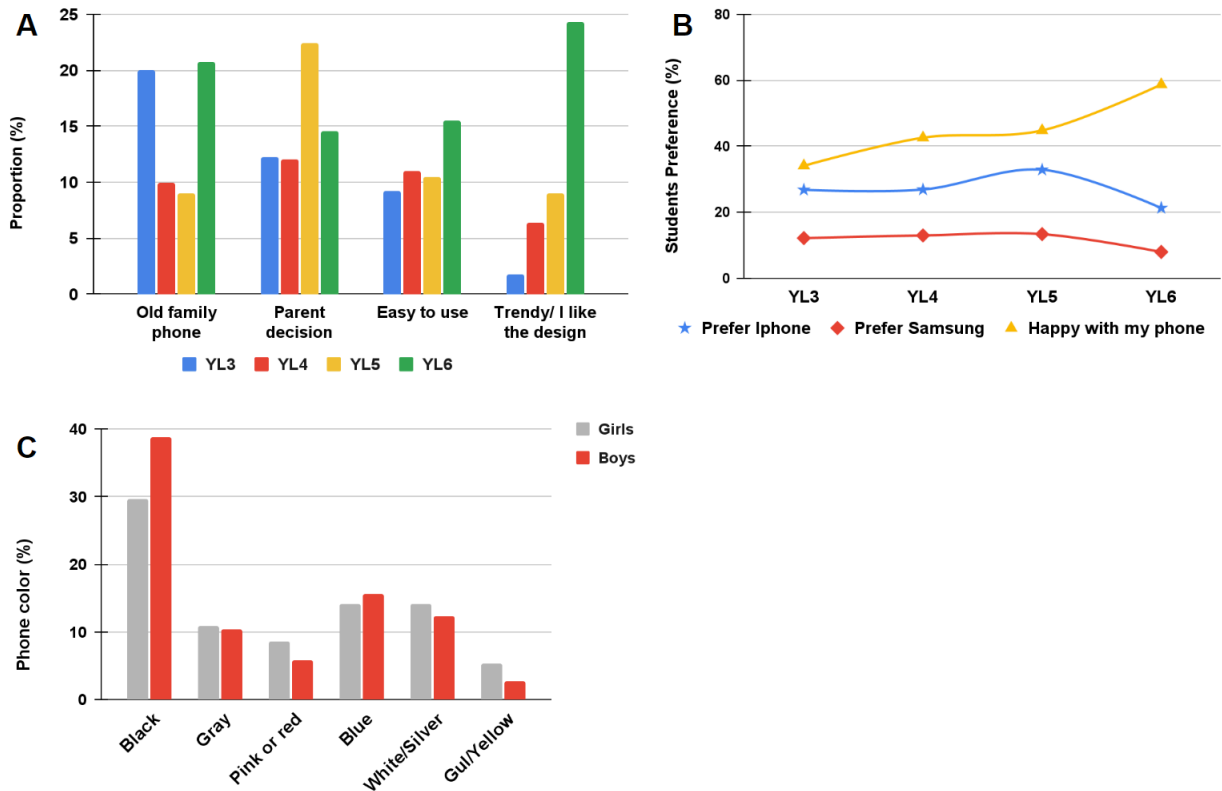 A
Proportion (%)
25
20
15
10
5
0
Old family
phone
Parent
decision
Easy to use
Trendy/ I like
the design
YL3
YL4
YL5
YL6
B
Students Preference (%)
80
60
40
20
0
YL3
YL4
YL5
YL6
Prefer Iphone
Prefer Samsung
Happy with my phone
C
Phone color (%)
40
30
20
10
0
Black
Gray
Pink or red
Blue
White/Silver
Gul/Yellow
Girls
Boys